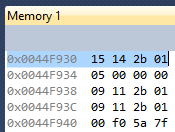 Memory 1
0x0044F930 15 14 2b 01
0x0044F934 05 00 00 00
0x0044F938 09 11 2b 01
0x0044F93C 09 11 2b 01
0x0044F940 00 f0 5a 7f